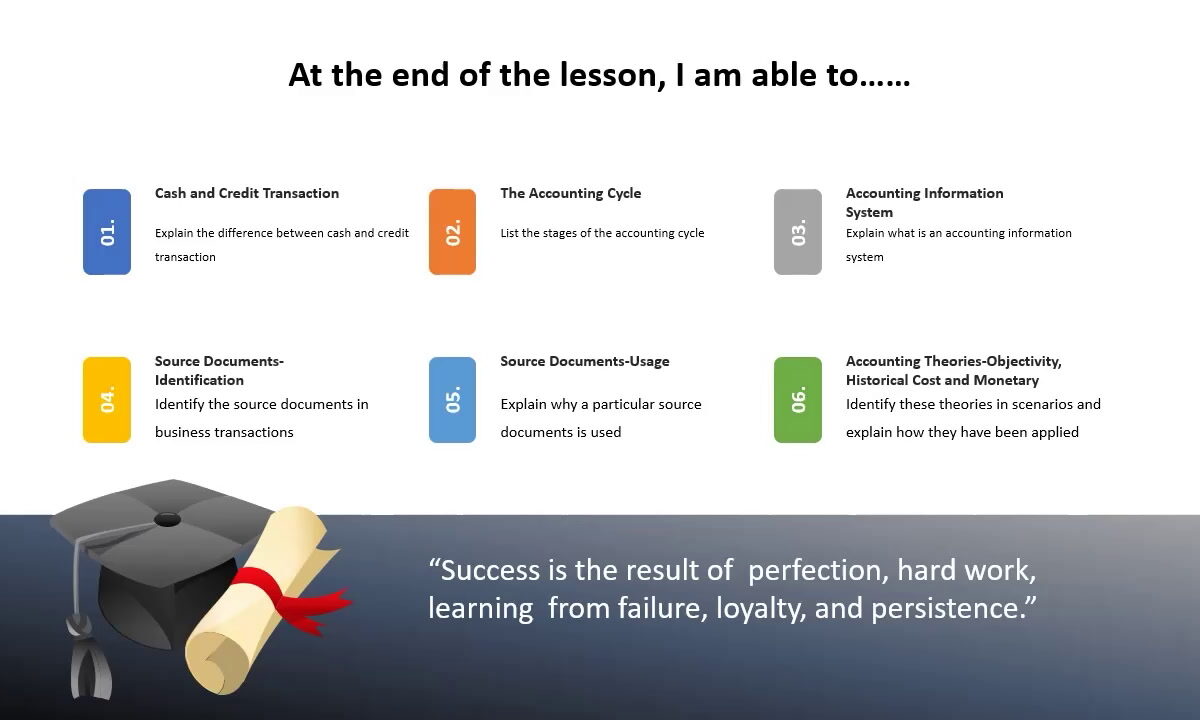 At the end of the lesson, I am able to......
01.
Cash and Credit Transaction
Explain the difference between cash and credit
transaction
02.
The Accounting Cycle
List the stages of the accounting cycle
03.
Accounting Information
System
Explain what is an accounting information
system
04.
Source Documents-
Identification
Identify the source documents in
business transactions
05.
Source Documents-Usage
Explain why a particular source
documents is used
06.
Accounting Theories-Objectivity,
Historical Cost and Monetary
Identify these theories in scenarios and
explain how they have been applied
“Success is the result of  perfection, hard work,
learning  from failure, loyalty, and persistence.”